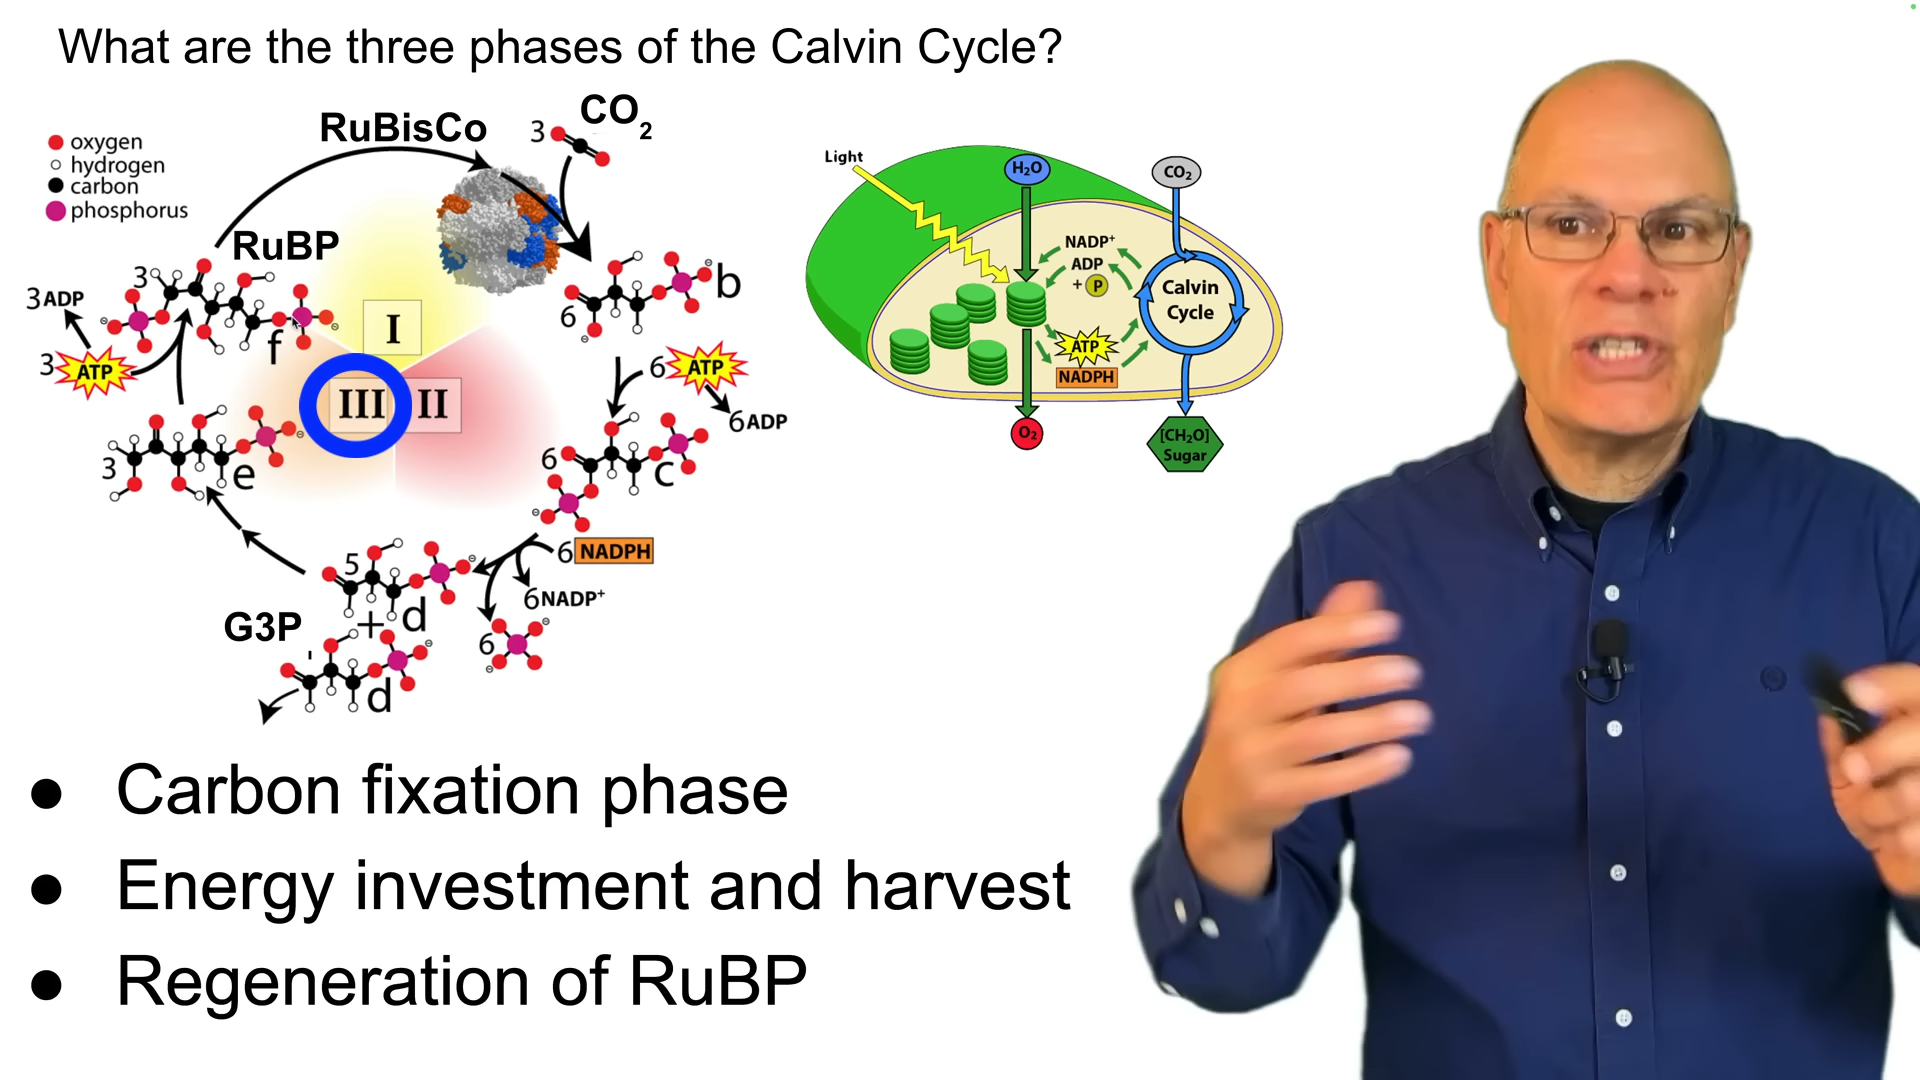 What are the three phases of the Calvin Cycle?
RuBisCo
3
CO₂
oxygen
hydrogen
carbon
phosphorus
RuBP
3
3 ADP
3 ATP
f
I
III
II
6
b
6 ATP
6 ADP
6
c
3
e
6 NADPH
6 NADP⁺
6
5
d
+
G3P
d
Light
H₂O
CO₂
NADP⁺
ADP
+ P
ATP
NADPH
Calvin
Cycle
O₂
[CH₂O]
Sugar
● Carbon fixation phase
● Energy investment and harvest
● Regeneration of RuBP